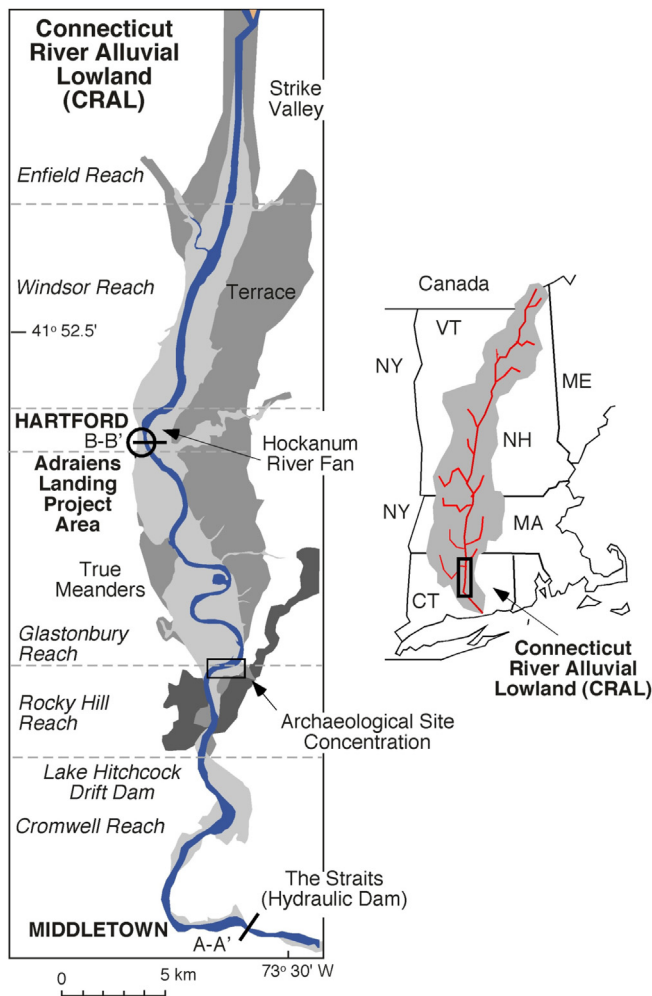 Connecticut
River Alluvial
Lowland
(CRAL)
Strike
Valley
Enfield Reach
Windsor Reach
Terrace
41º 52.5'
HARTFORD
B-B'
Hockanum
River Fan
Adraiens
Landing
Project
Area
True
Meanders
Glastonbury
Reach
Rocky Hill
Reach
Archaeological Site
Concentration
Lake Hitchcock
Drift Dam
Cromwell Reach
The Straits
(Hydraulic Dam)
MIDDLETOWN
A-A'
0
5 km
73º 30' W
Canada
VT
NY
ME
NH
NY
MA
CT
Connecticut
River Alluvial
Lowland (CRAL)